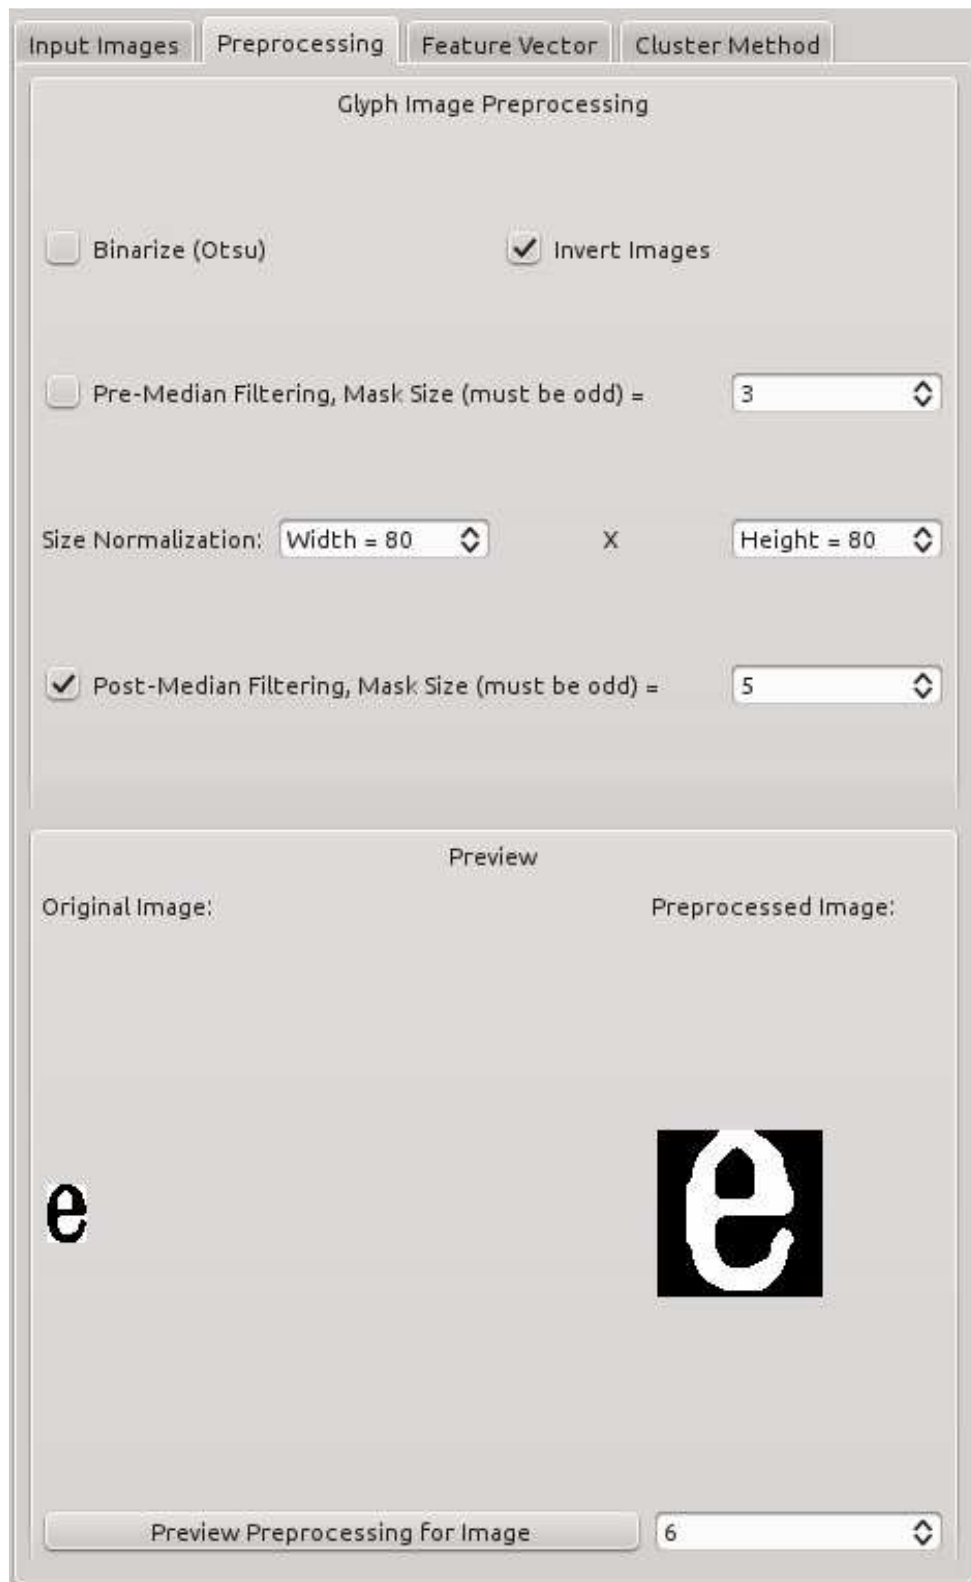 Input Images Preprocessing Feature Vector Cluster Method
Glyph Image Preprocessing
Binarize (Otsu) Invert Images
Pre-Median Filtering, Mask Size (must be odd) = 3
Size Normalization: Width = 80 X Height = 80
Post-Median Filtering, Mask Size (must be odd) = 5
Preview
Original Image: Preprocessed Image:
e e
Preview Preprocessing for Image 6